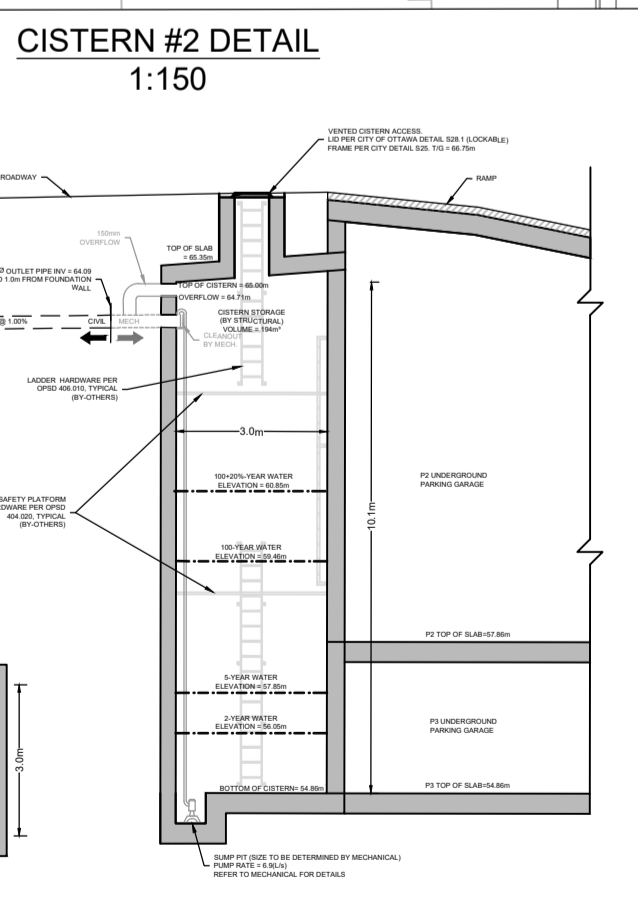 CISTERN #2 DETAIL
1:150
VENTED CISTERN ACCESS.
LID PER CITY OF OTTAWA DETAIL S28.1 (LOCKABLE)
FRAME PER CITY DETAIL S25. T/G = 66.75m
ROADWAY
RAMP
150mm
OVERFLOW
TOP OF SLAB
= 65.35m
Ø OUTLET PIPE INV = 64.09
1.0m FROM FOUNDATION
WALL
TOP OF CISTERN = 65.00m
OVERFLOW = 64.71m
CISTERN STORAGE
(BY STRUCTURAL)
VOLUME = 194m³
@ 1.00%
CIVIL
MECH
CLEANOUT
BY MECH.
LADDER HARDWARE PER
OPSD 406.010, TYPICAL
(BY-OTHERS)
3.0m
100+20%-YEAR WATER
ELEVATION = 60.85m
P2 UNDERGROUND
PARKING GARAGE
SAFETY PLATFORM
RDWARE PER OPSD
404.020, TYPICAL
(BY-OTHERS)
10.1m
100-YEAR WATER
ELEVATION = 59.46m
P2 TOP OF SLAB=57.86m
5-YEAR WATER
ELEVATION = 57.85m
2-YEAR WATER
ELEVATION = 56.05m
P3 UNDERGROUND
PARKING GARAGE
3.0m
BOTTOM OF CISTERN= 54.86m
P3 TOP OF SLAB=54.86m
SUMP PIT (SIZE TO BE DETERMINED BY MECHANICAL)
PUMP RATE = 6.9(L/s)
REFER TO MECHANICAL FOR DETAILS